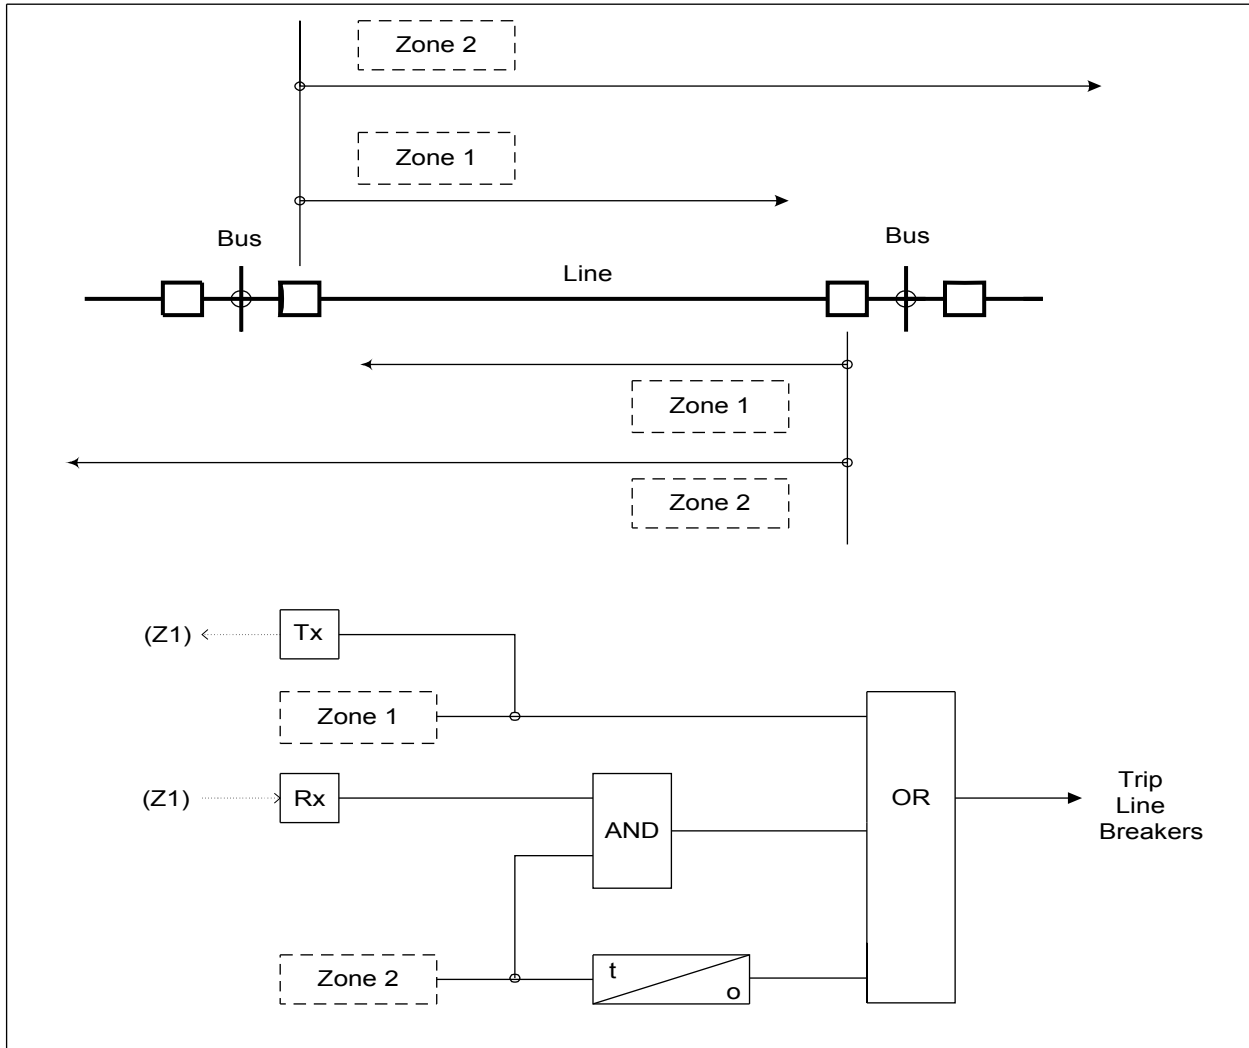 Zone 2
Zone 1
Bus
Bus
Line
Zone 1
Zone 2
(Z1)
Tx
Zone 1
(Z1)
Rx
AND
OR
Trip
Line
Breakers
Zone 2
t
o